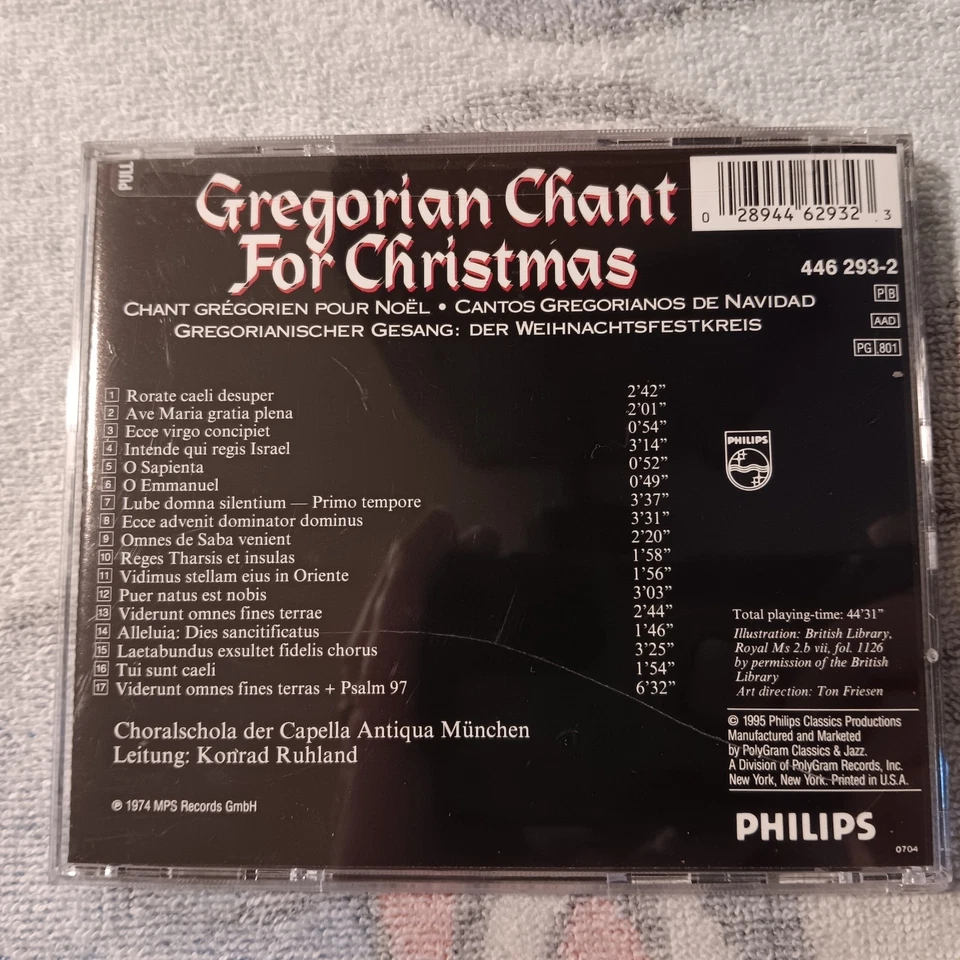 PULL
Gregorian Chant
For Christmas
CHANT GRÉGORIEN POUR NOËL • CANTOS GREGORIANOS DE NAVIDAD
GREGORIANISCHER GESANG: DER WEIHNACHTSFESTKREIS
0 28944 62932 3
446 293-2
PB
AAD
PG 801
1 Rorate caeli desuper 2'42”
2 Ave Maria gratia plena 2'01”
3 Ecce virgo concipiet 0'54”
4 Intende qui regis Israel 3'14”
5 O Sapienta 0'52”
6 O Emmanuel 0'49”
7 Lube domna silentium — Primo tempore 3'37”
8 Ecce advenit dominator dominus 3'31”
9 Omnes de Saba venient 2'20”
10 Reges Tharsis et insulas 1'58”
11 Vidimus stellam eius in Oriente 1'56”
12 Puer natus est nobis 3'03”
13 Viderunt omnes fines terrae 2'44”
14 Alleluia: Dies sancitificatus 1'46”
15 Laetabundus exsultet fidelis chorus 3'25”
16 Tui sunt caeli 1'54”
17 Viderunt omnes fines terras + Psalm 97 6'32”
PHILIPS
Choralschola der Capella Antiqua München
Leitung: Konrad Ruhland
℗ 1974 MPS Records GmbH
Total playing-time: 44'31”
Illustration: British Library,
Royal Ms 2.b vii, fol. 1126
by permission of the British
Library
Art direction: Ton Friesen
© 1995 Philips Classics Productions
Manufactured and Marketed
by PolyGram Classics & Jazz.
A Division of PolyGram Records, Inc.
New York, New York. Printed in U.S.A.
PHILIPS
0704